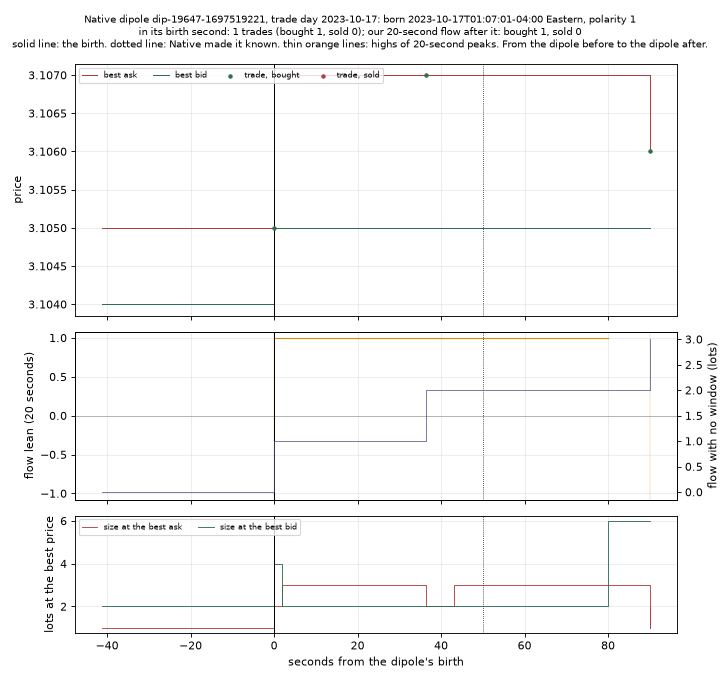 Native dipole dip-19647-1697519221, trade day 2023-10-17: born 2023-10-17T01:07:01-04:00 Eastern, polarity 1
in its birth second: 1 trades (bought 1, sold 0); our 20-second flow after it: bought 1, sold 0
solid line: the birth. dotted line: Native made it known. thin orange lines: highs of 20-second peaks. From the dipole before to the dipole after.
best ask
best bid
trade, bought
trade, sold
price
3.1070
3.1065
3.1060
3.1055
3.1050
3.1045
3.1040
flow lean (20 seconds)
1.0
0.5
0.0
−0.5
−1.0
3.0
2.5
2.0
1.5
1.0
0.5
0.0
flow with no window (lots)
size at the best ask
size at the best bid
lots at the best price
6
4
2
−40
−20
0
20
40
60
80
seconds from the dipole's birth